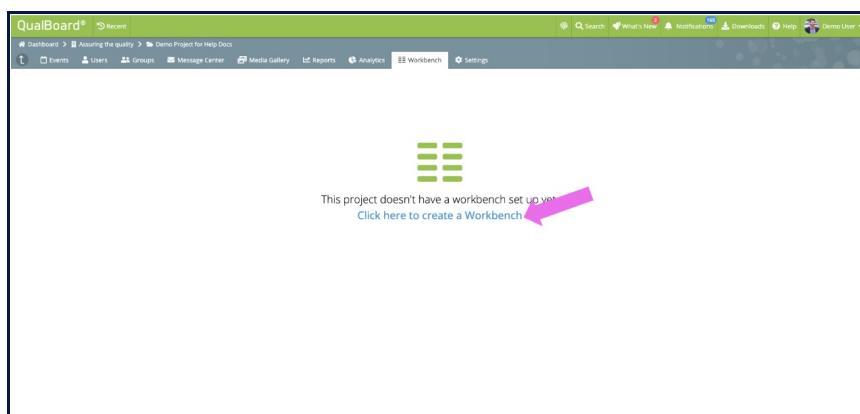 QualBoard® Recent Search What's New Notifications 165 Downloads Help Demo User
Dashboard > Assuring the quality > Demo Project for Help Docs
Events Users Groups Message Center Media Gallery Reports Analytics Workbench Settings
This project doesn't have a workbench set up yet
Click here to create a Workbench